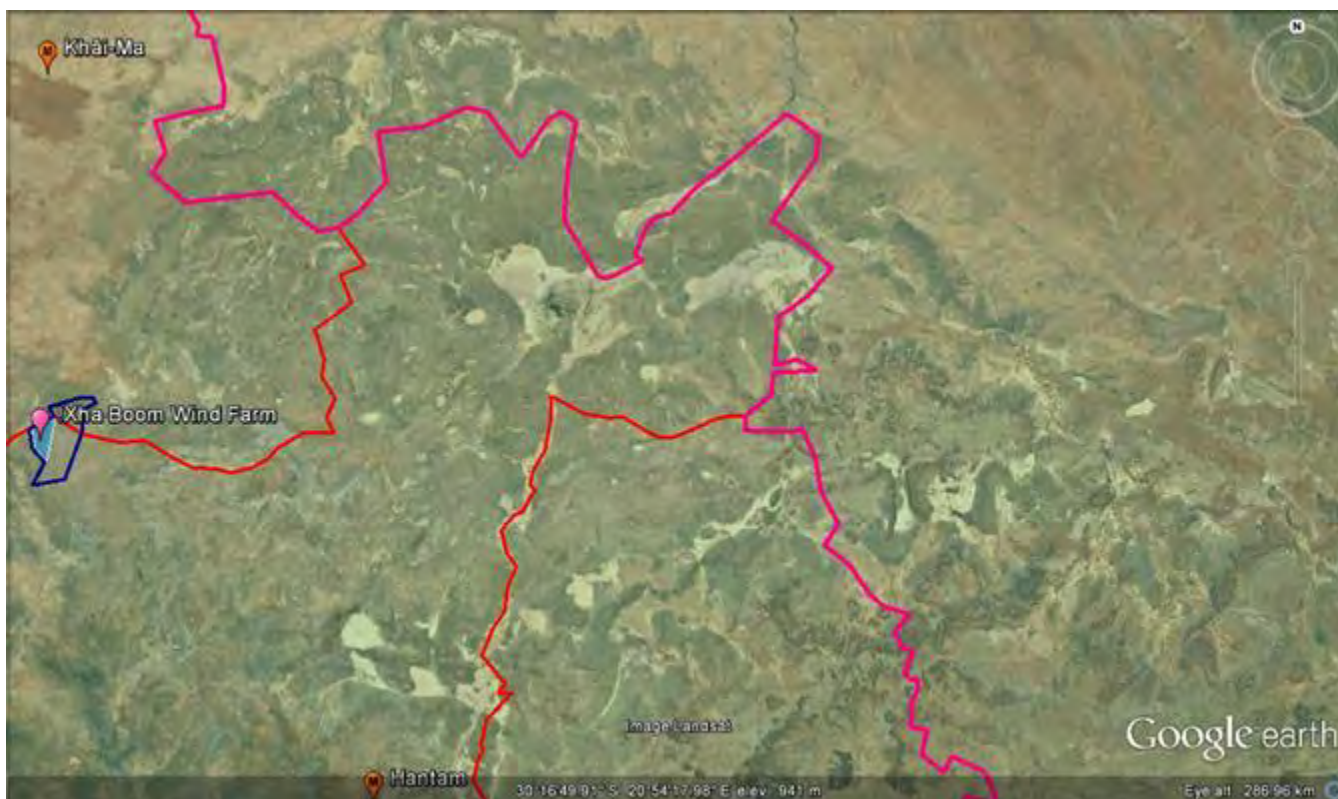 N
M Khâi-Ma
Xha Boom Wind Farm
Image Landsat
Google earth
M Hantam
30°16'49.91" S 20°54'17.98" E elev 941 m
Eye alt 286.96 km